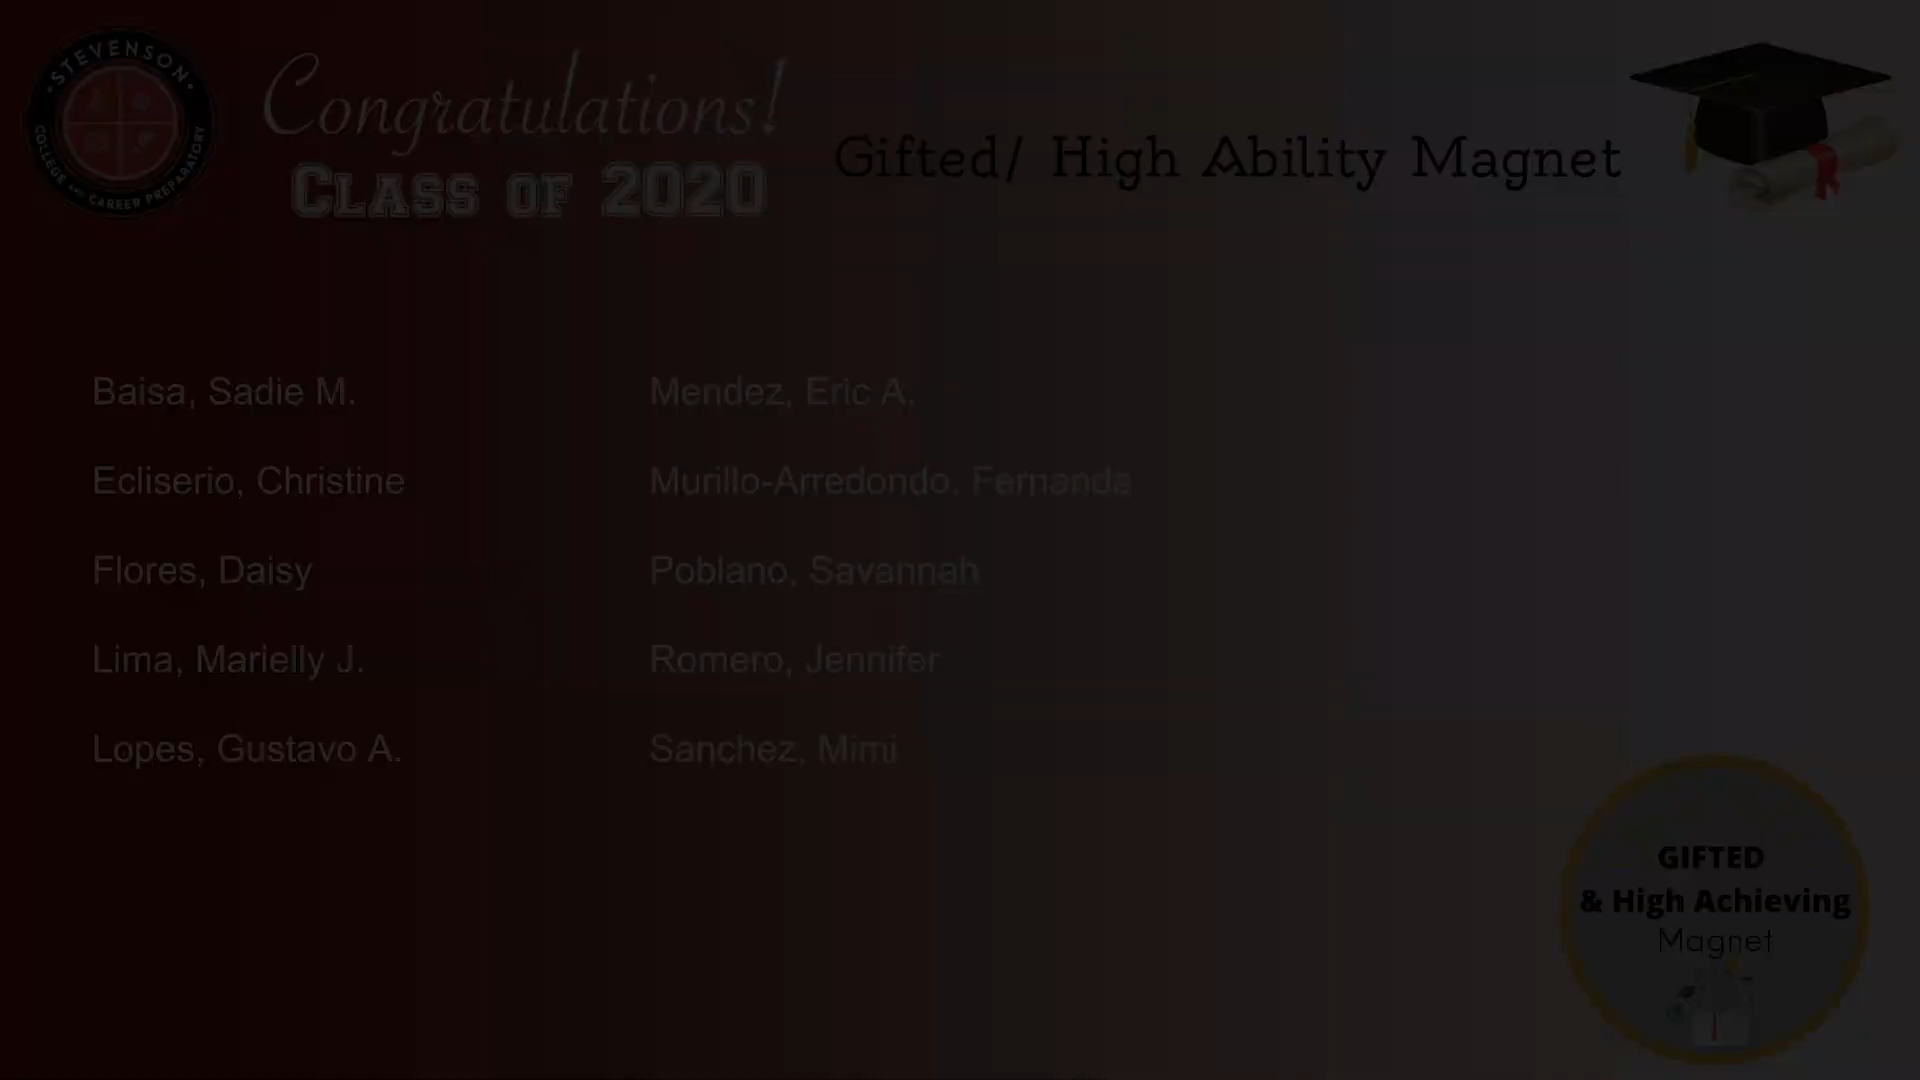 STEVENSON
COLLEGE AND CAREER PREPARATORY
Congratulations!
CLASS OF 2020
Gifted/ High Ability Magnet
Baisa, Sadie M.
Ecliserio, Christine
Flores, Daisy
Lima, Marielly J.
Lopes, Gustavo A.
Mendez, Eric A.
Murillo-Arredondo, Fernanda
Poblano, Savannah
Romero, Jennifer
Sanchez, Mimi
GIFTED
& High Achieving
Magnet